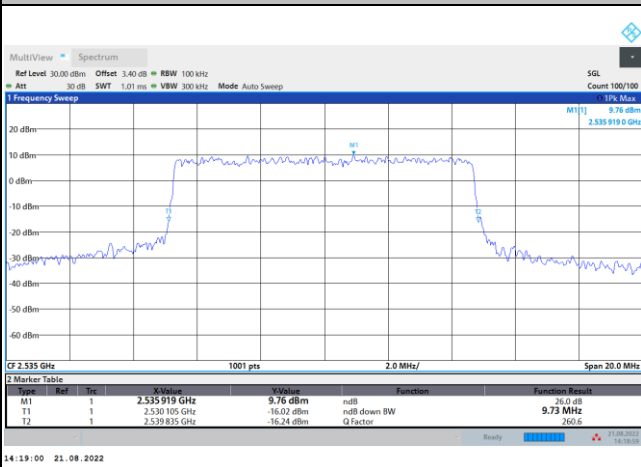 MultiView Spectrum
Ref Level 30.00 dBm Offset 3.40 dB RBW 100 kHz SGL
Att 30 dB SWT 1.01 ms VBW 300 kHz Mode Auto Sweep Count 100/100
1 Frequency Sweep 1Pk Max
M1[1] 9.76 dBm
2.535 919 0 GHz
20 dBm
M1
10 dBm
0 dBm
-10 dBm
T1 T2
-20 dBm
-30 dBm
-40 dBm
-50 dBm
-60 dBm
CF 2.535 GHz 1001 pts 2.0 MHz/ Span 20.0 MHz
2 Marker Table
Type Ref Trc X-Value Y-Value Function Function Result
M1 1 2.535 919 GHz 9.76 dBm ndB 26.0 dB
T1 1 2.530 105 GHz -16.02 dBm ndB down BW 9.73 MHz
T2 1 2.539 835 GHz -16.24 dBm Q Factor 260.6
Ready 21.08.2022
14:18:59
14:19:00 21.08.2022